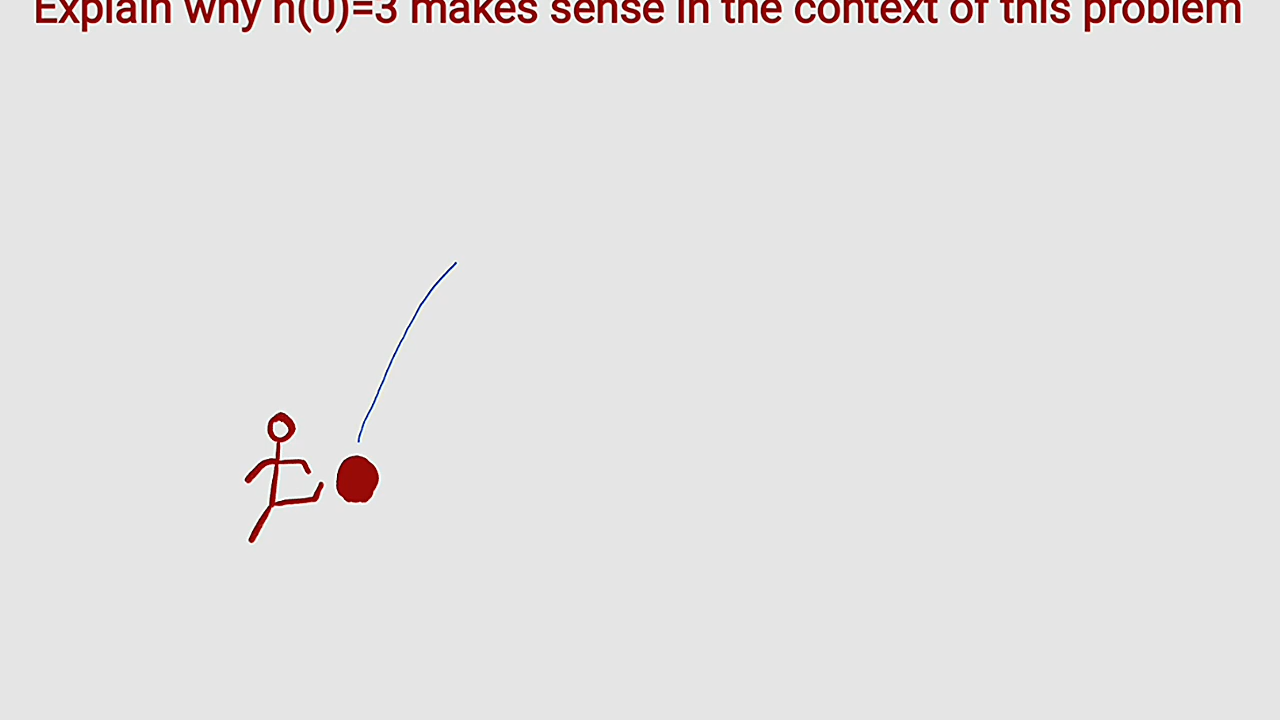 Explain why h(0)=3 makes sense in the context of this problem